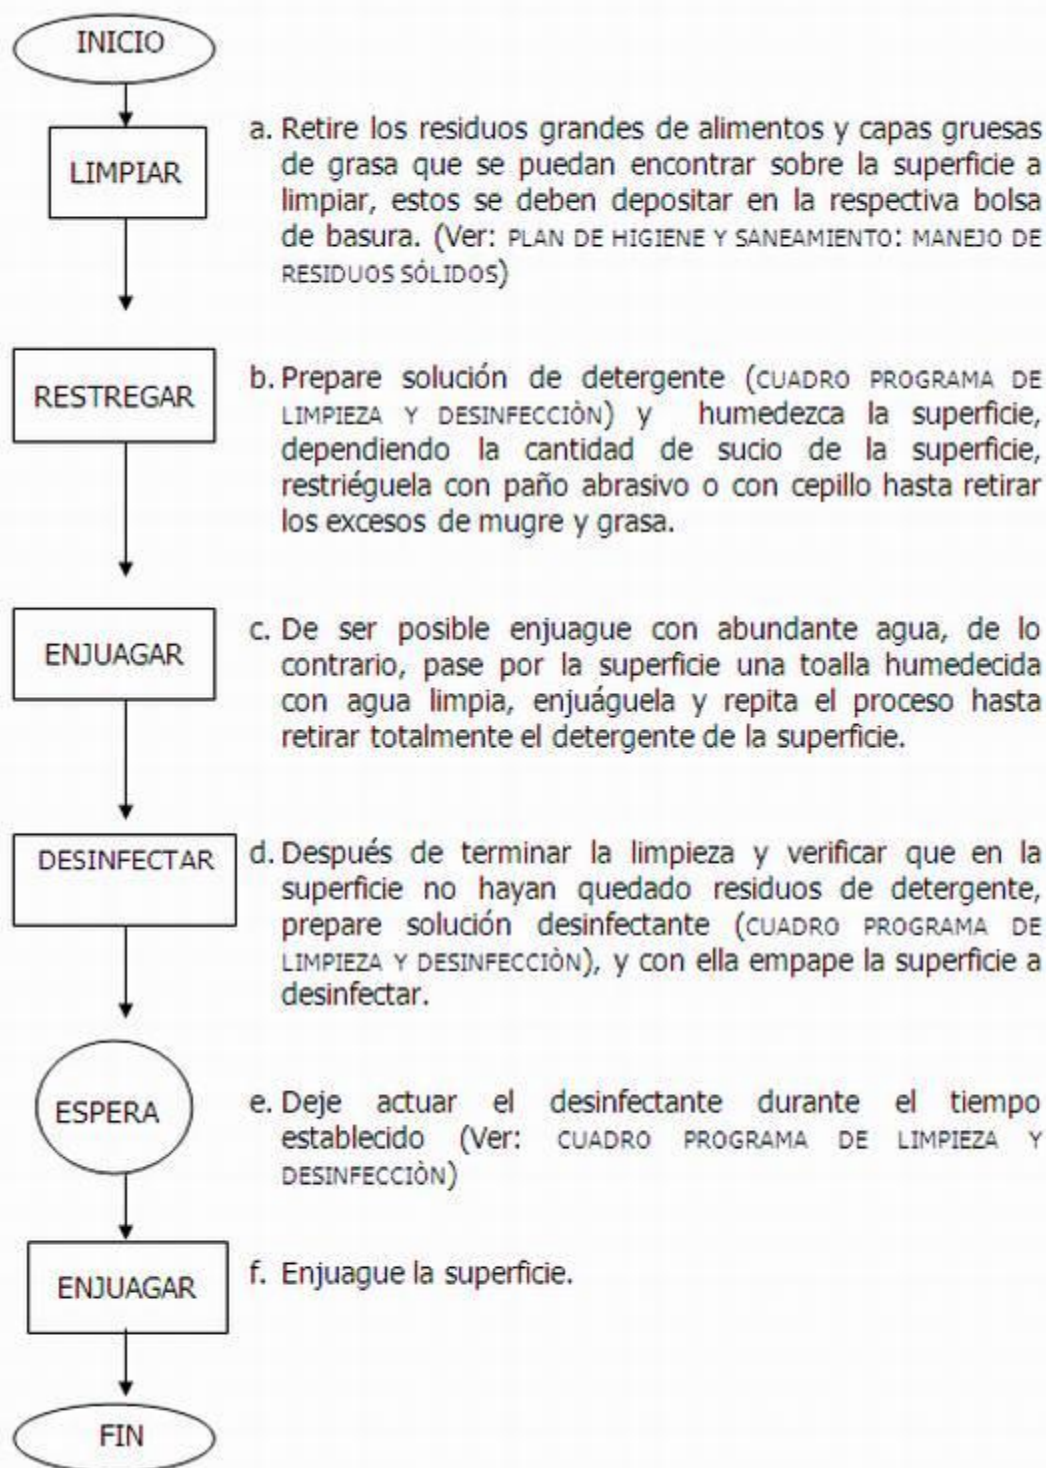 INICIO
LIMPIAR
a. Retire los residuos grandes de alimentos y capas gruesas
de grasa que se puedan encontrar sobre la superficie a
limpiar, estos se deben depositar en la respectiva bolsa
de basura. (Ver: PLAN DE HIGIENE Y SANEAMIENTO: MANEJO DE
RESIDUOS SÓLIDOS)
RESTREGAR
b. Prepare solución de detergente (CUADRO PROGRAMA DE
LIMPIEZA Y DESINFECCIÒN) y humedezca la superficie,
dependiendo la cantidad de sucio de la superficie,
restriéguela con paño abrasivo o con cepillo hasta retirar
los excesos de mugre y grasa.
ENJUAGAR
c. De ser posible enjuague con abundante agua, de lo
contrario, pase por la superficie una toalla humedecida
con agua limpia, enjuáguela y repita el proceso hasta
retirar totalmente el detergente de la superficie.
DESINFECTAR
d. Después de terminar la limpieza y verificar que en la
superficie no hayan quedado residuos de detergente,
prepare solución desinfectante (CUADRO PROGRAMA DE
LIMPIEZA Y DESINFECCIÒN), y con ella empape la superficie a
desinfectar.
ESPERA
e. Deje actuar el desinfectante durante el tiempo
establecido (Ver: CUADRO PROGRAMA DE LIMPIEZA Y
DESINFECCIÒN)
ENJUAGAR
f. Enjuague la superficie.
FIN